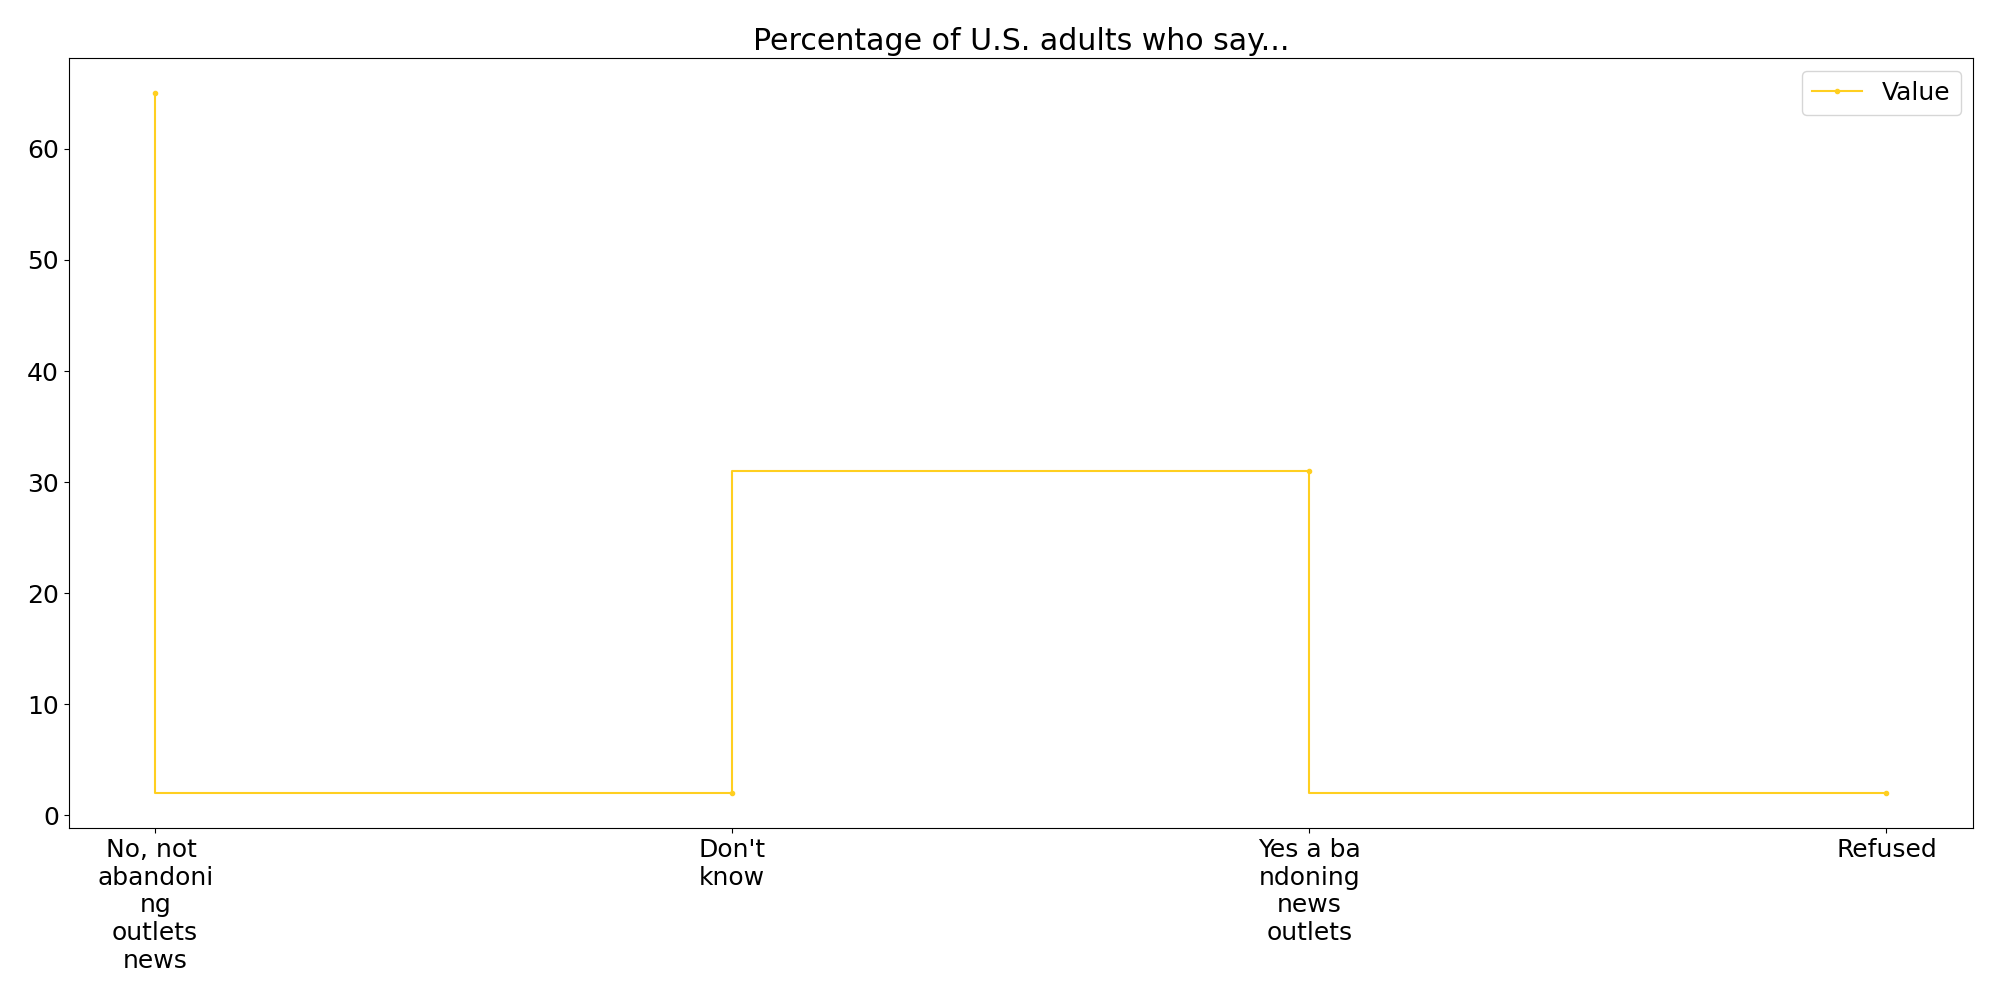 Percentage of U.S. adults who say...
Value
60
50
40
30
20
10
0
No, not
abandoni
ng
outlets
news
Don't
know
Yes a ba
ndoning
news
outlets
Refused